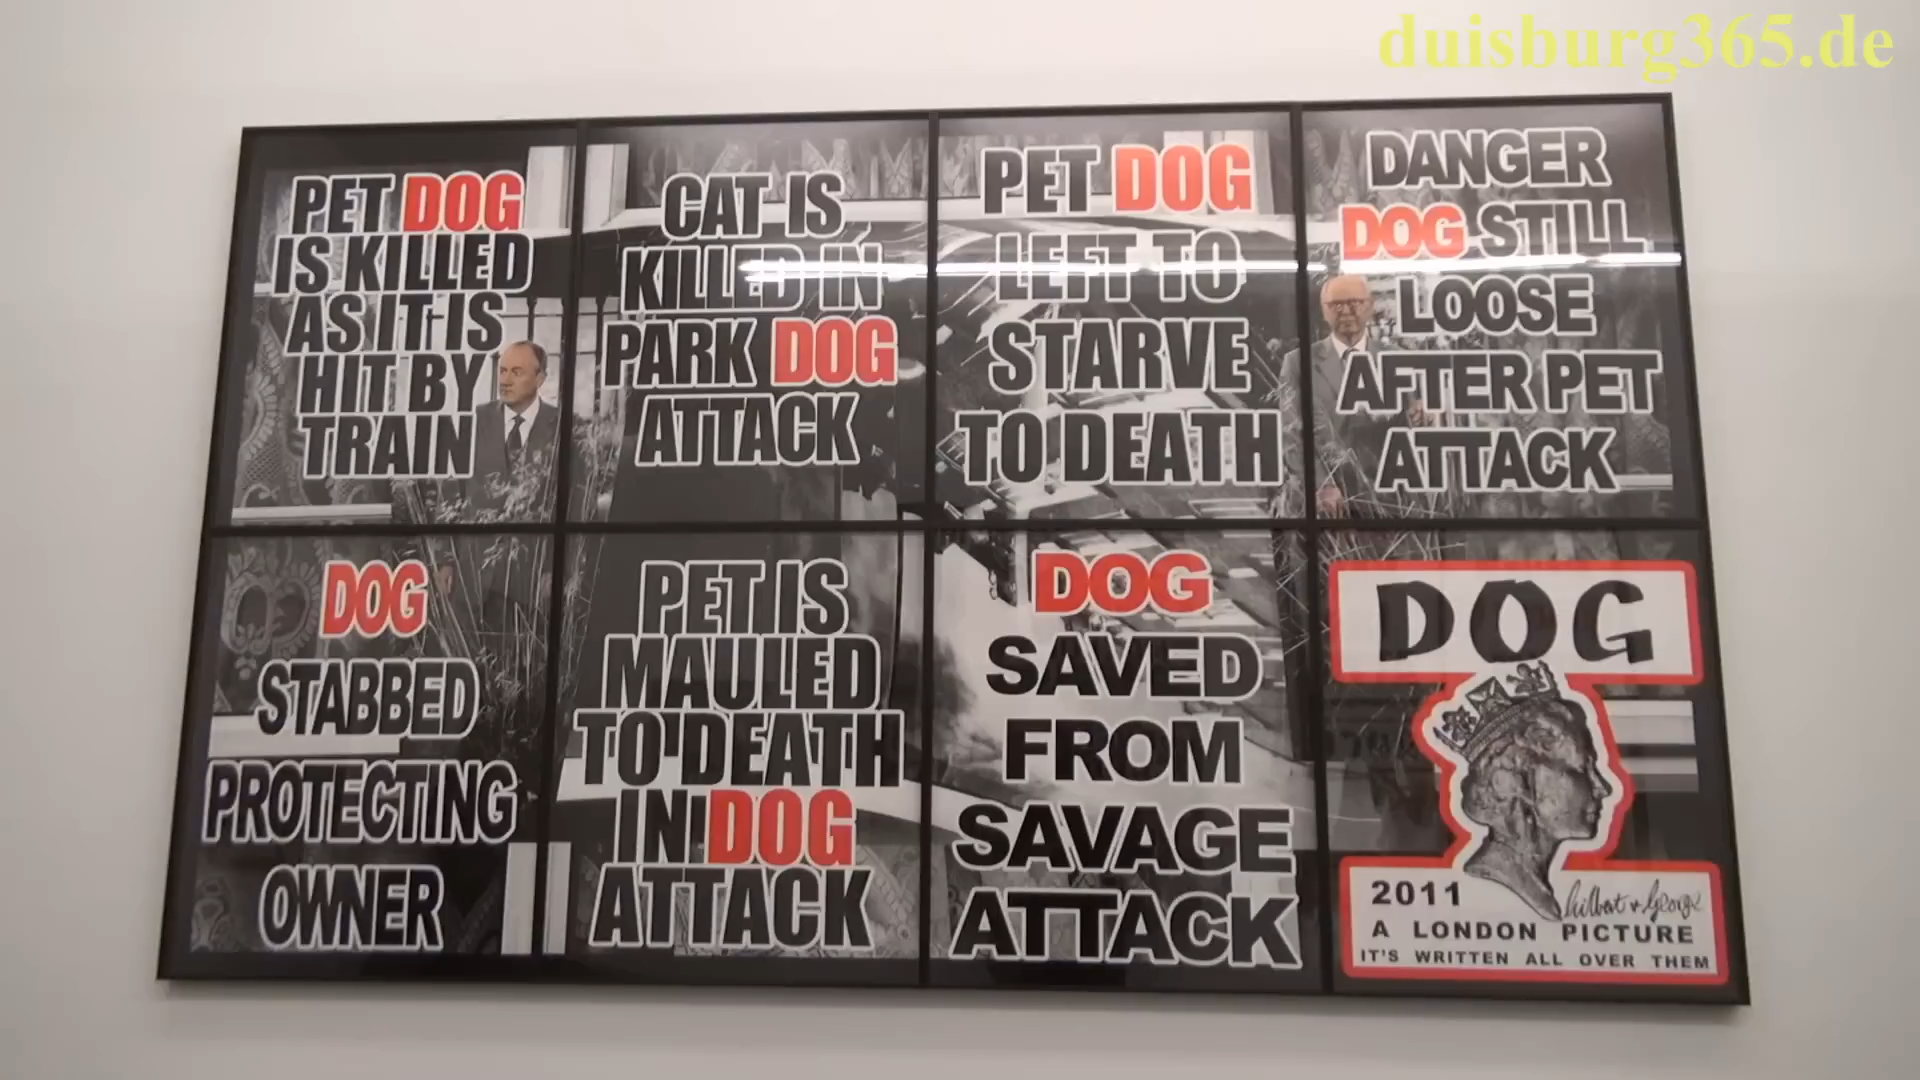 duisburg365.de
PET DOG
IS KILLED
AS IT IS
HIT BY
TRAIN
CAT IS
KILLED IN
PARK DOG
ATTACK
PET DOG
LEFT TO
STARVE
TO DEATH
DANGER
DOG STILL
LOOSE
AFTER PET
ATTACK
DOG
STABBED
PROTECTING
OWNER
PET IS
MAULED
TO DEATH
IN DOG
ATTACK
DOG
SAVED
FROM
SAVAGE
ATTACK
DOG
2011
Gilbert + George
A LONDON PICTURE
IT'S WRITTEN ALL OVER THEM